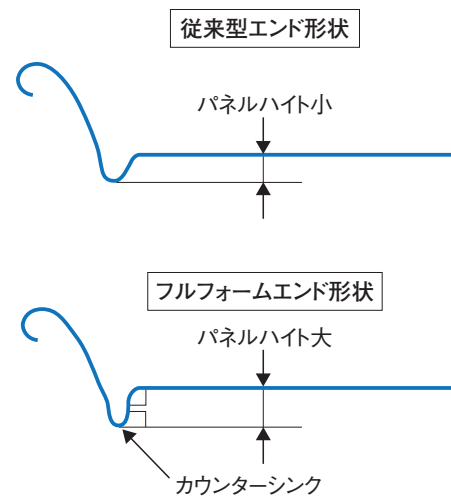 従来型エンド形状
パネルハイト小
フルフォームエンド形状
パネルハイト大
カウンターシンク